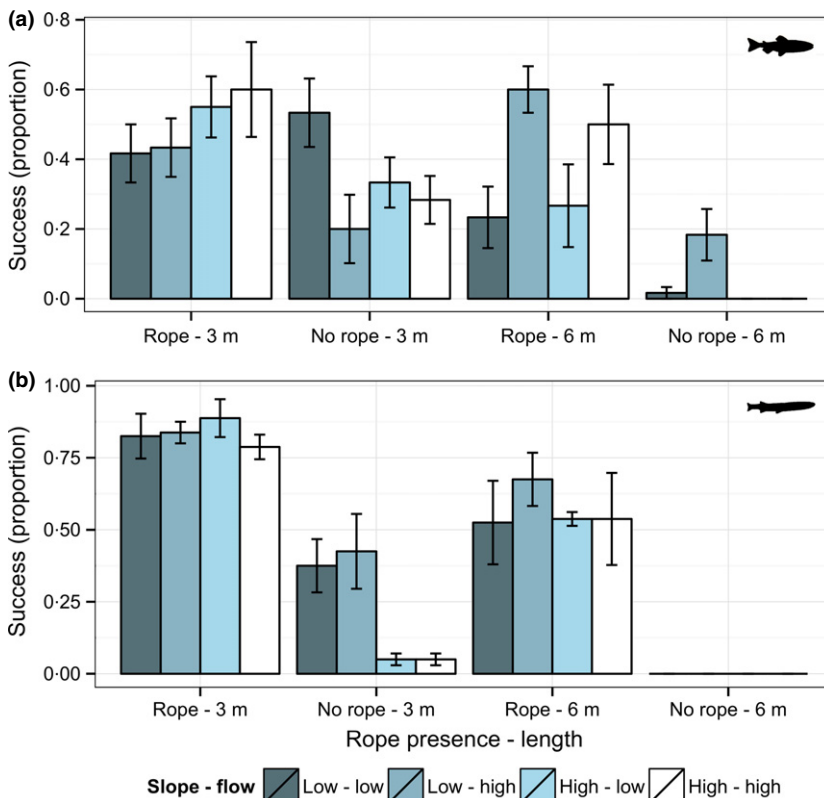 (a)
0·8
0·6
0·4
0·2
0·0
Success (proportion)
Rope - 3 m No rope - 3 m Rope - 6 m No rope - 6 m
(b)
1·00
0·75
0·50
0·25
0·00
Success (proportion)
Rope - 3 m No rope - 3 m Rope - 6 m No rope - 6 m
Rope presence - length
Slope - flow Low - low Low - high High - low High - high